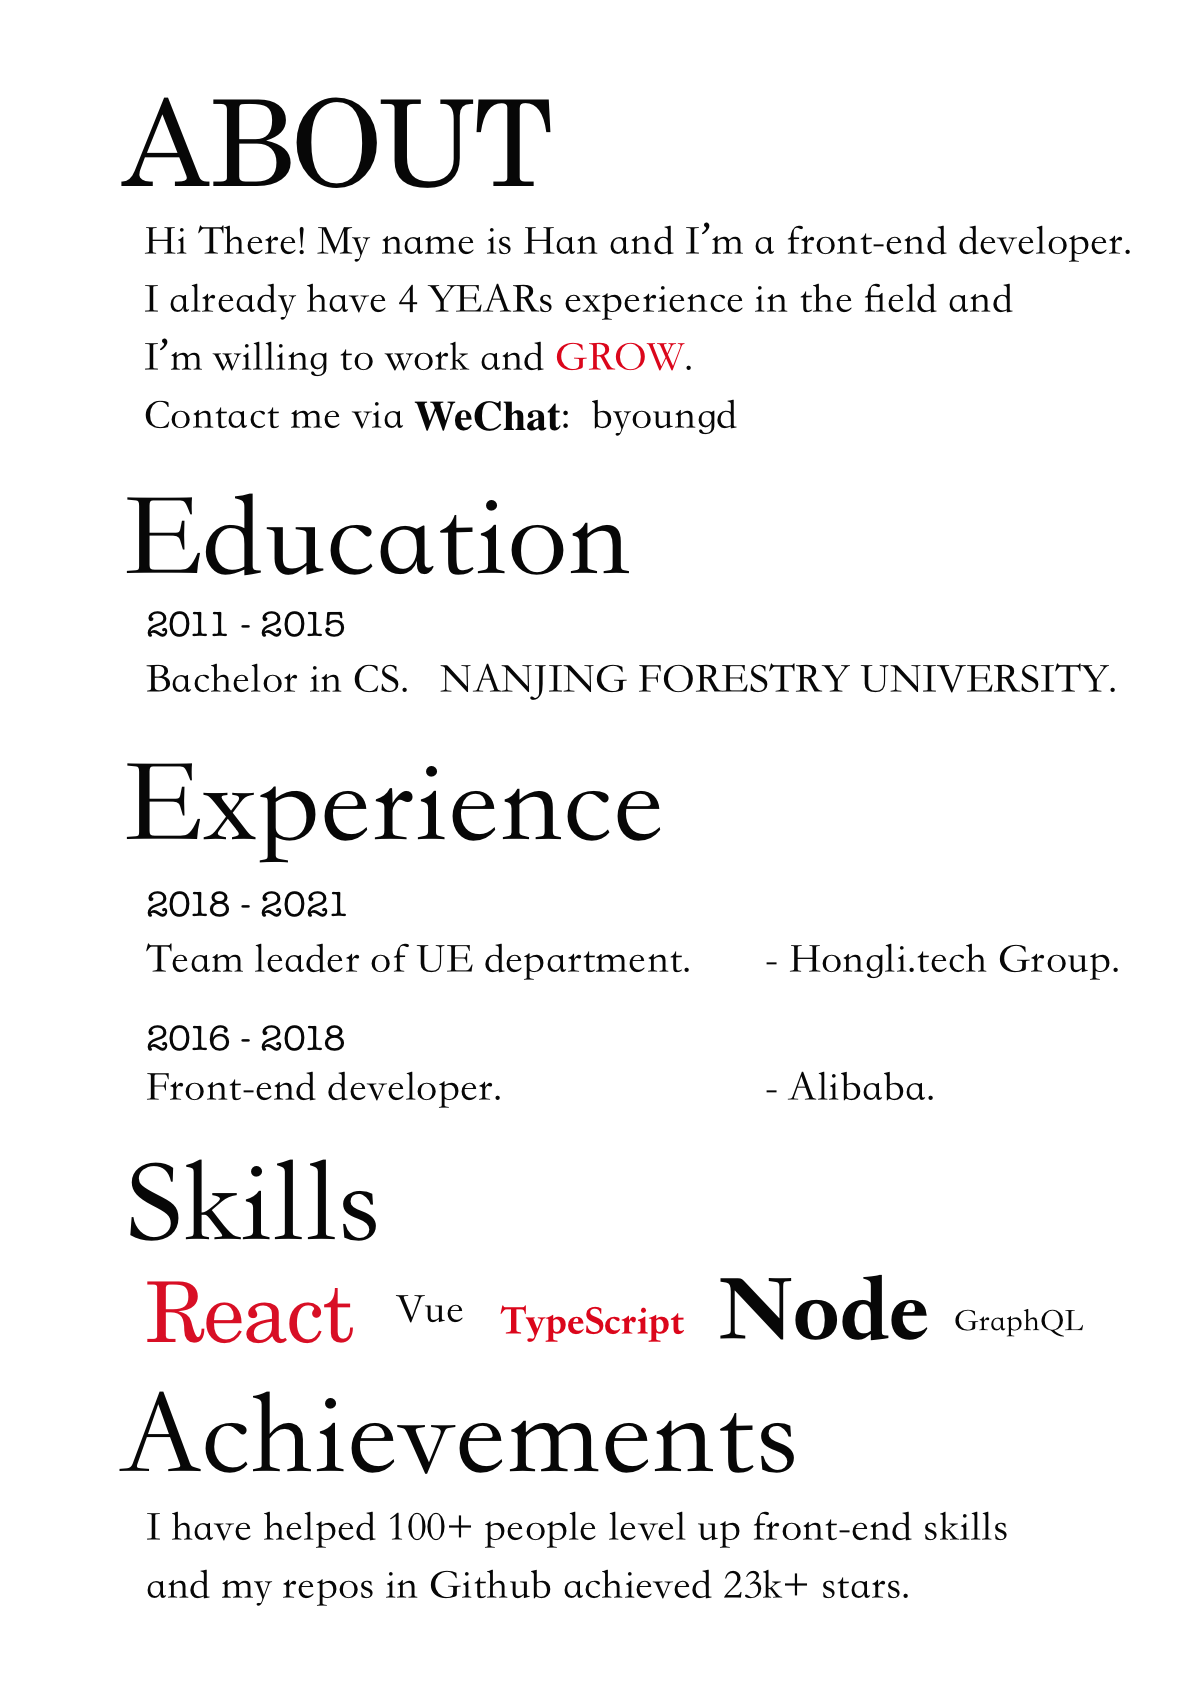 ABOUT
Hi There! My name is Han and I’m a front-end developer.
I already have 4 YEARs experience in the field and
I’m willing to work and GROW.
Contact me via WeChat: byoungd
Education
2011 - 2015
Bachelor in CS. NANJING FORESTRY UNIVERSITY.
Experience
2018 - 2021
Team leader of UE department. - Hongli.tech Group.
2016 - 2018
Front-end developer. - Alibaba.
Skills
React Vue TypeScript Node GraphQL
Achievements
I have helped 100+ people level up front-end skills
and my repos in Github achieved 23k+ stars.